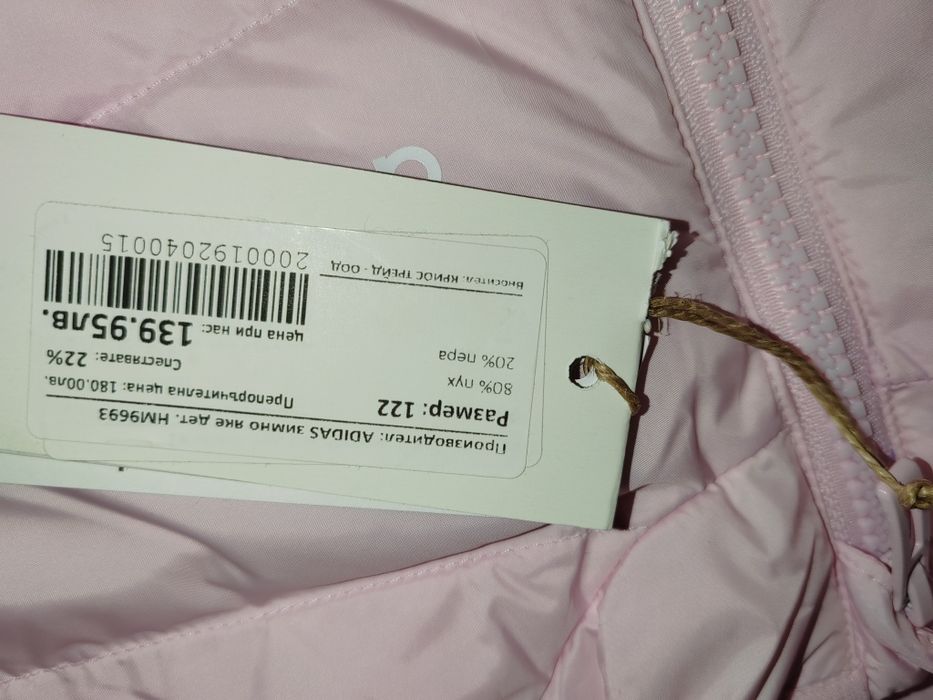 Производител: ADIDAS зимно яке дет. HM9693
Размер: 122
80% пух
20% пера
Вносител: КРИОС ТРЕЙД - ООД
Препоръчителна цена: 180.00лв.
Спестявате: 22%
цена при нас: 139.95лв.
2000192040015